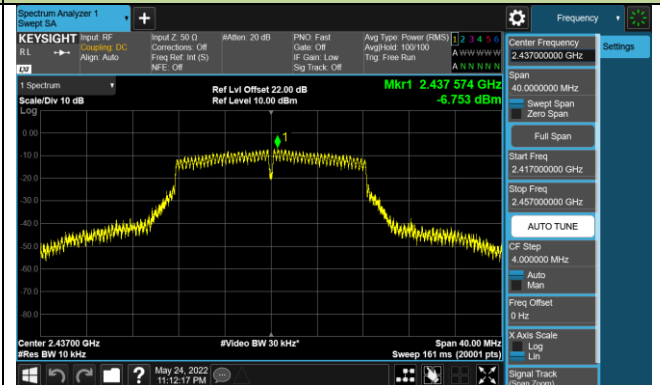 Spectrum Analyzer 1
Swept SA
+
Frequency
KEYSIGHT
RL
Input: RF
Coupling: DC
Align: Auto
Input Z: 50 Ω
Corrections: Off
Freq Ref: Int (S)
NFE: Off
#Atten: 20 dB
PNO: Fast
Gate: Off
IF Gain: Low
Sig Track: Off
Avg Type: Power (RMS)
Avg|Hold: 100/100
Trig: Free Run
1 2 3 4 5 6
A W W W W W
A N N N N N
1 Spectrum
Scale/Div 10 dB
Log
Ref Lvl Offset 22.00 dB
Ref Level 10.00 dBm
Mkr1 2.437 574 GHz
-6.753 dBm
1
0.00
-10.0
-20.0
-30.0
-40.0
-50.0
-60.0
-70.0
-80.0
Center 2.43700 GHz
#Res BW 10 kHz
#Video BW 30 kHz*
Span 40.00 MHz
Sweep 161 ms (20001 pts)
?
May 24, 2022
11:12:17 PM
Center Frequency
2.437000000 GHz
Settings
Span
40.0000000 MHz
Swept Span
Zero Span
Full Span
Start Freq
2.417000000 GHz
Stop Freq
2.457000000 GHz
AUTO TUNE
CF Step
4.000000 MHz
Auto
Man
Freq Offset
0 Hz
X Axis Scale
Log
Lin
Signal Track
(Span Zoom)